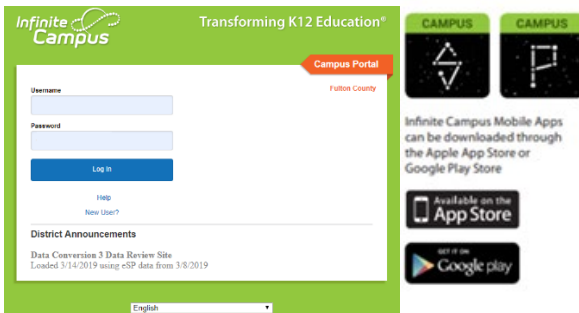 Infinite
Campus
Transforming K12 Education®
Campus Portal
Fulton County
Username
Password
Log In
Help
New User?
District Announcements
Data Conversion 3 Data Review Site
Loaded 3/14/2019 using eSP data from 3/8/2019
English
CAMPUS
CAMPUS
Infinite Campus Mobile Apps
can be downloaded through
the Apple App Store or
Google Play Store
Available on the
App Store
GET IT ON
Google play